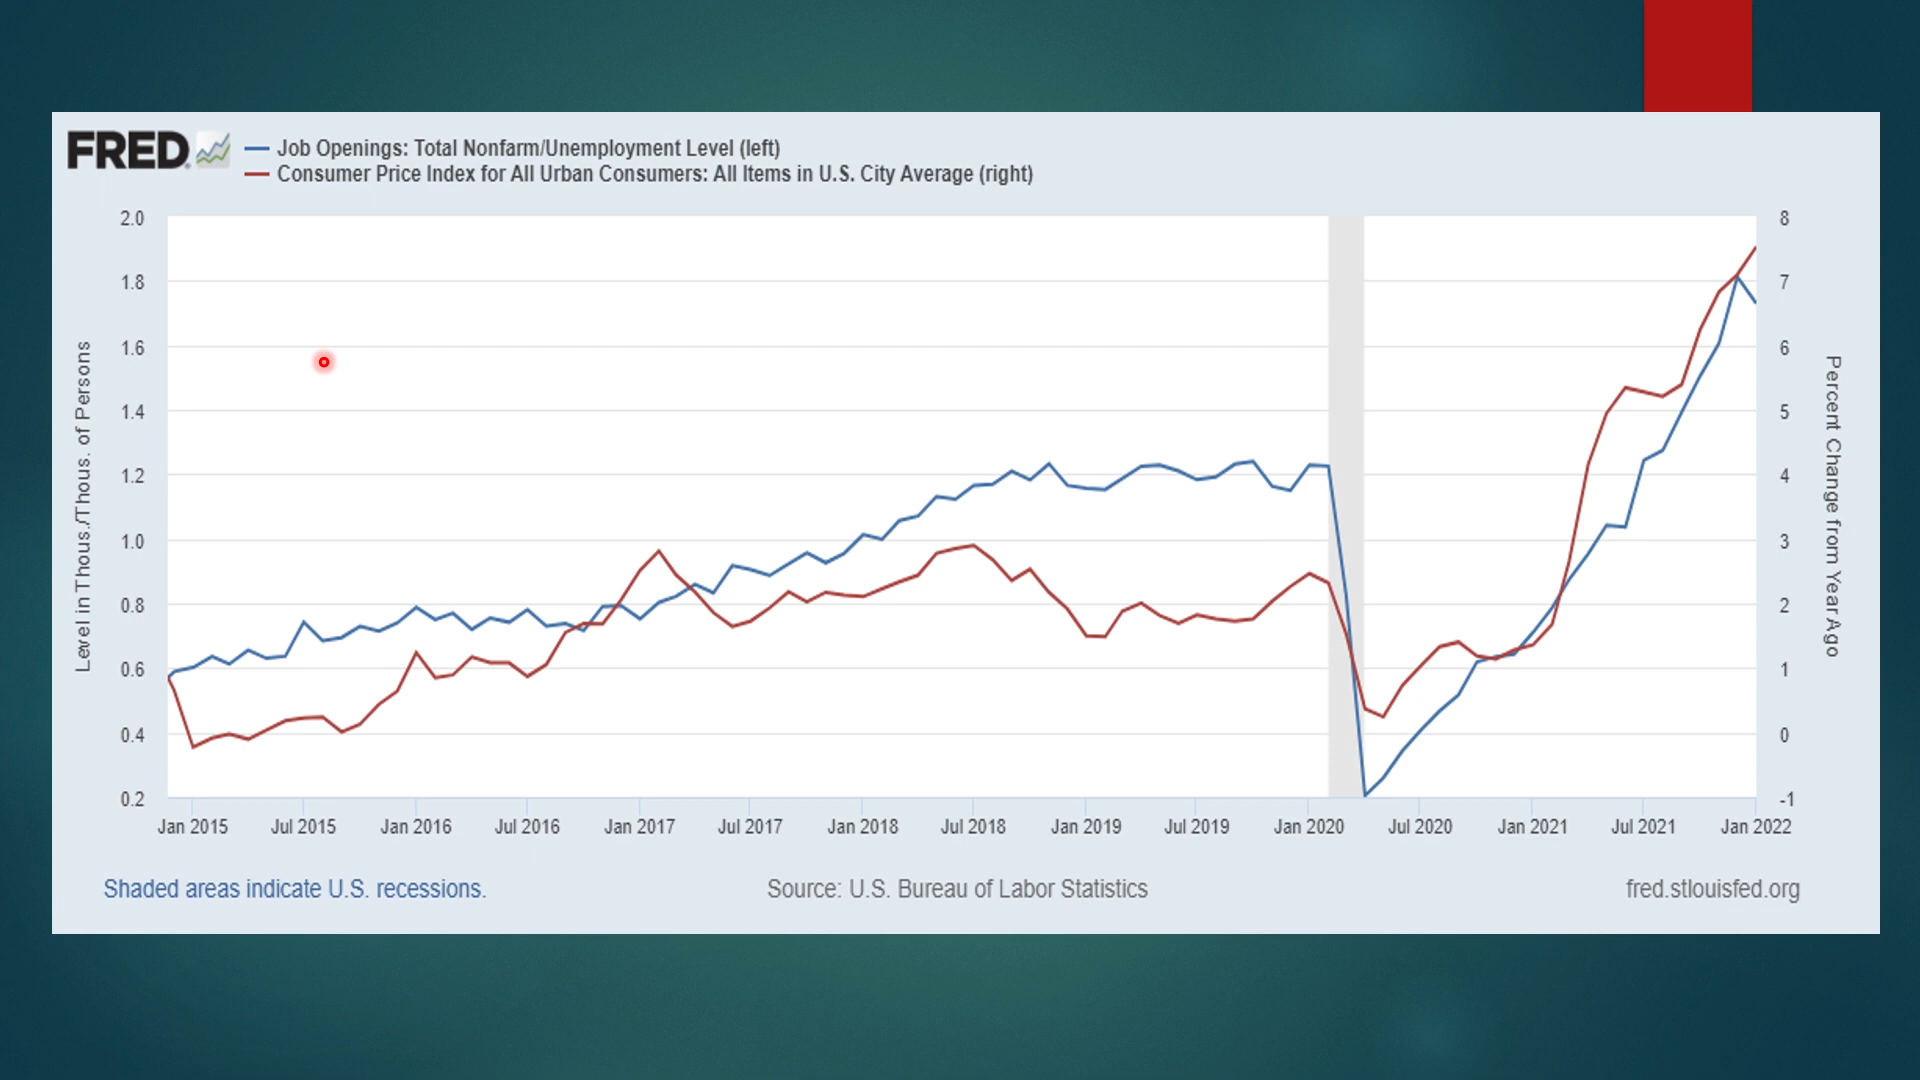 FRED
Job Openings: Total Nonfarm/Unemployment Level (left)
Consumer Price Index for All Urban Consumers: All Items in U.S. City Average (right)
Level in Thous./Thous. of Persons
2.0
1.8
1.6
1.4
1.2
1.0
0.8
0.6
0.4
0.2
8
7
6
5
4
3
2
1
0
-1
Percent Change from Year Ago
Jan 2015 Jul 2015 Jan 2016 Jul 2016 Jan 2017 Jul 2017 Jan 2018 Jul 2018 Jan 2019 Jul 2019 Jan 2020 Jul 2020 Jan 2021 Jul 2021 Jan 2022
Shaded areas indicate U.S. recessions. Source: U.S. Bureau of Labor Statistics fred.stlouisfed.org